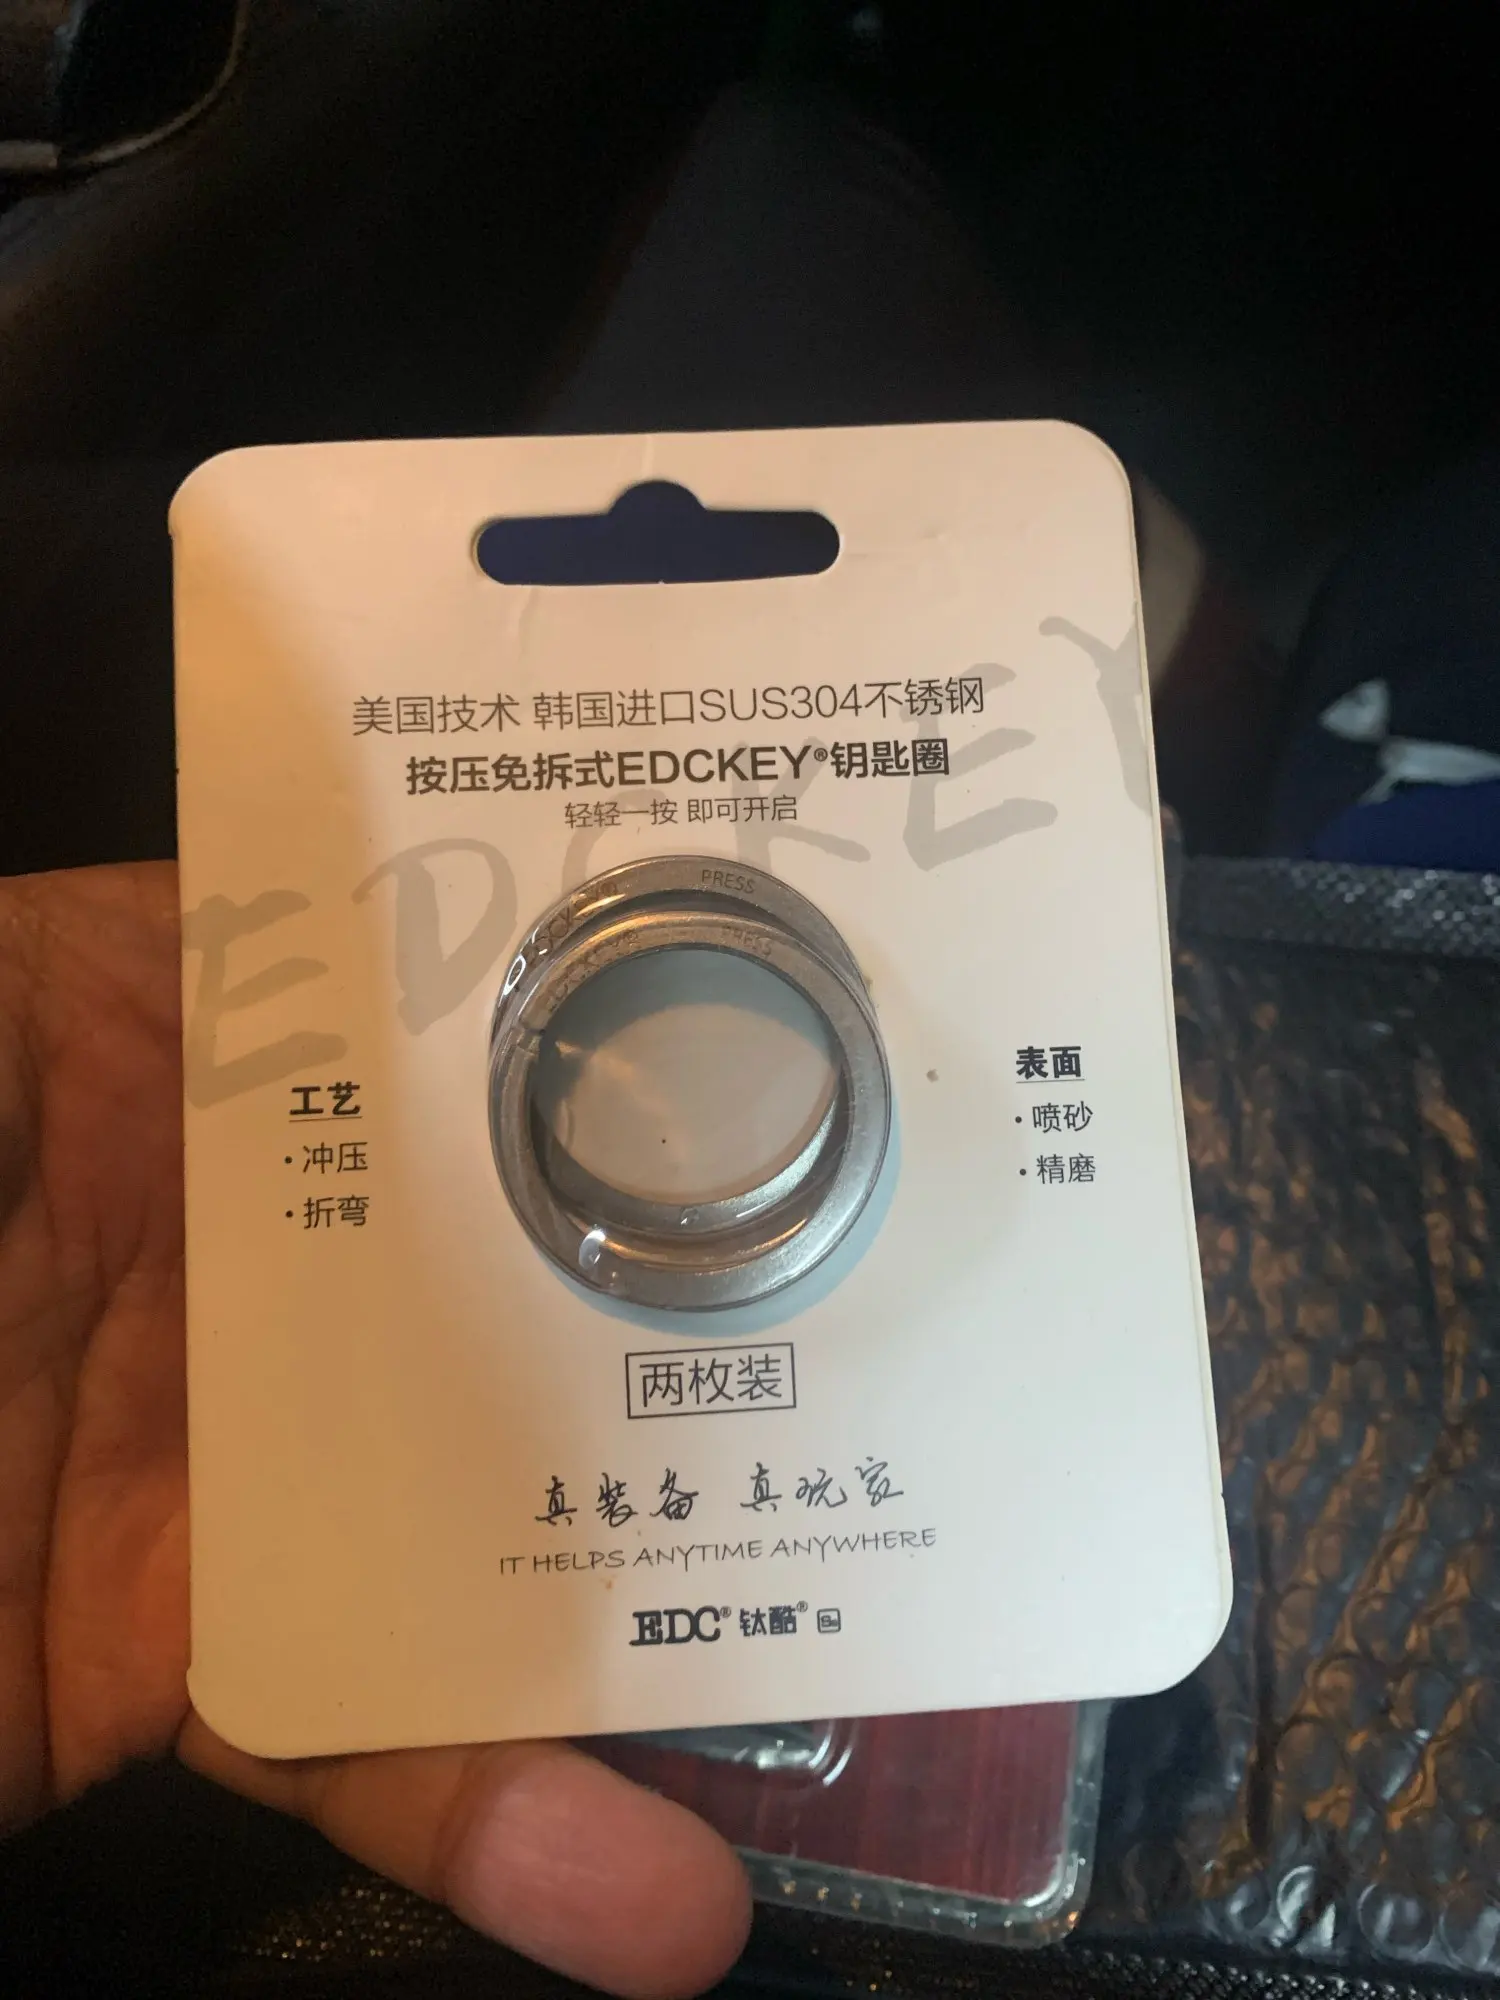 美国技术 韩国进口SUS304不锈钢
按压免拆式EDCKEY®钥匙圈
轻轻一按 即可开启
EDCKEY
EDCKEY® PRESS
PRESS
工艺
·冲压
·折弯
表面
·喷砂
·精磨
两枚装
真装备 真玩家
IT HELPS ANYTIME ANYWHERE
EDC® 钛酷®